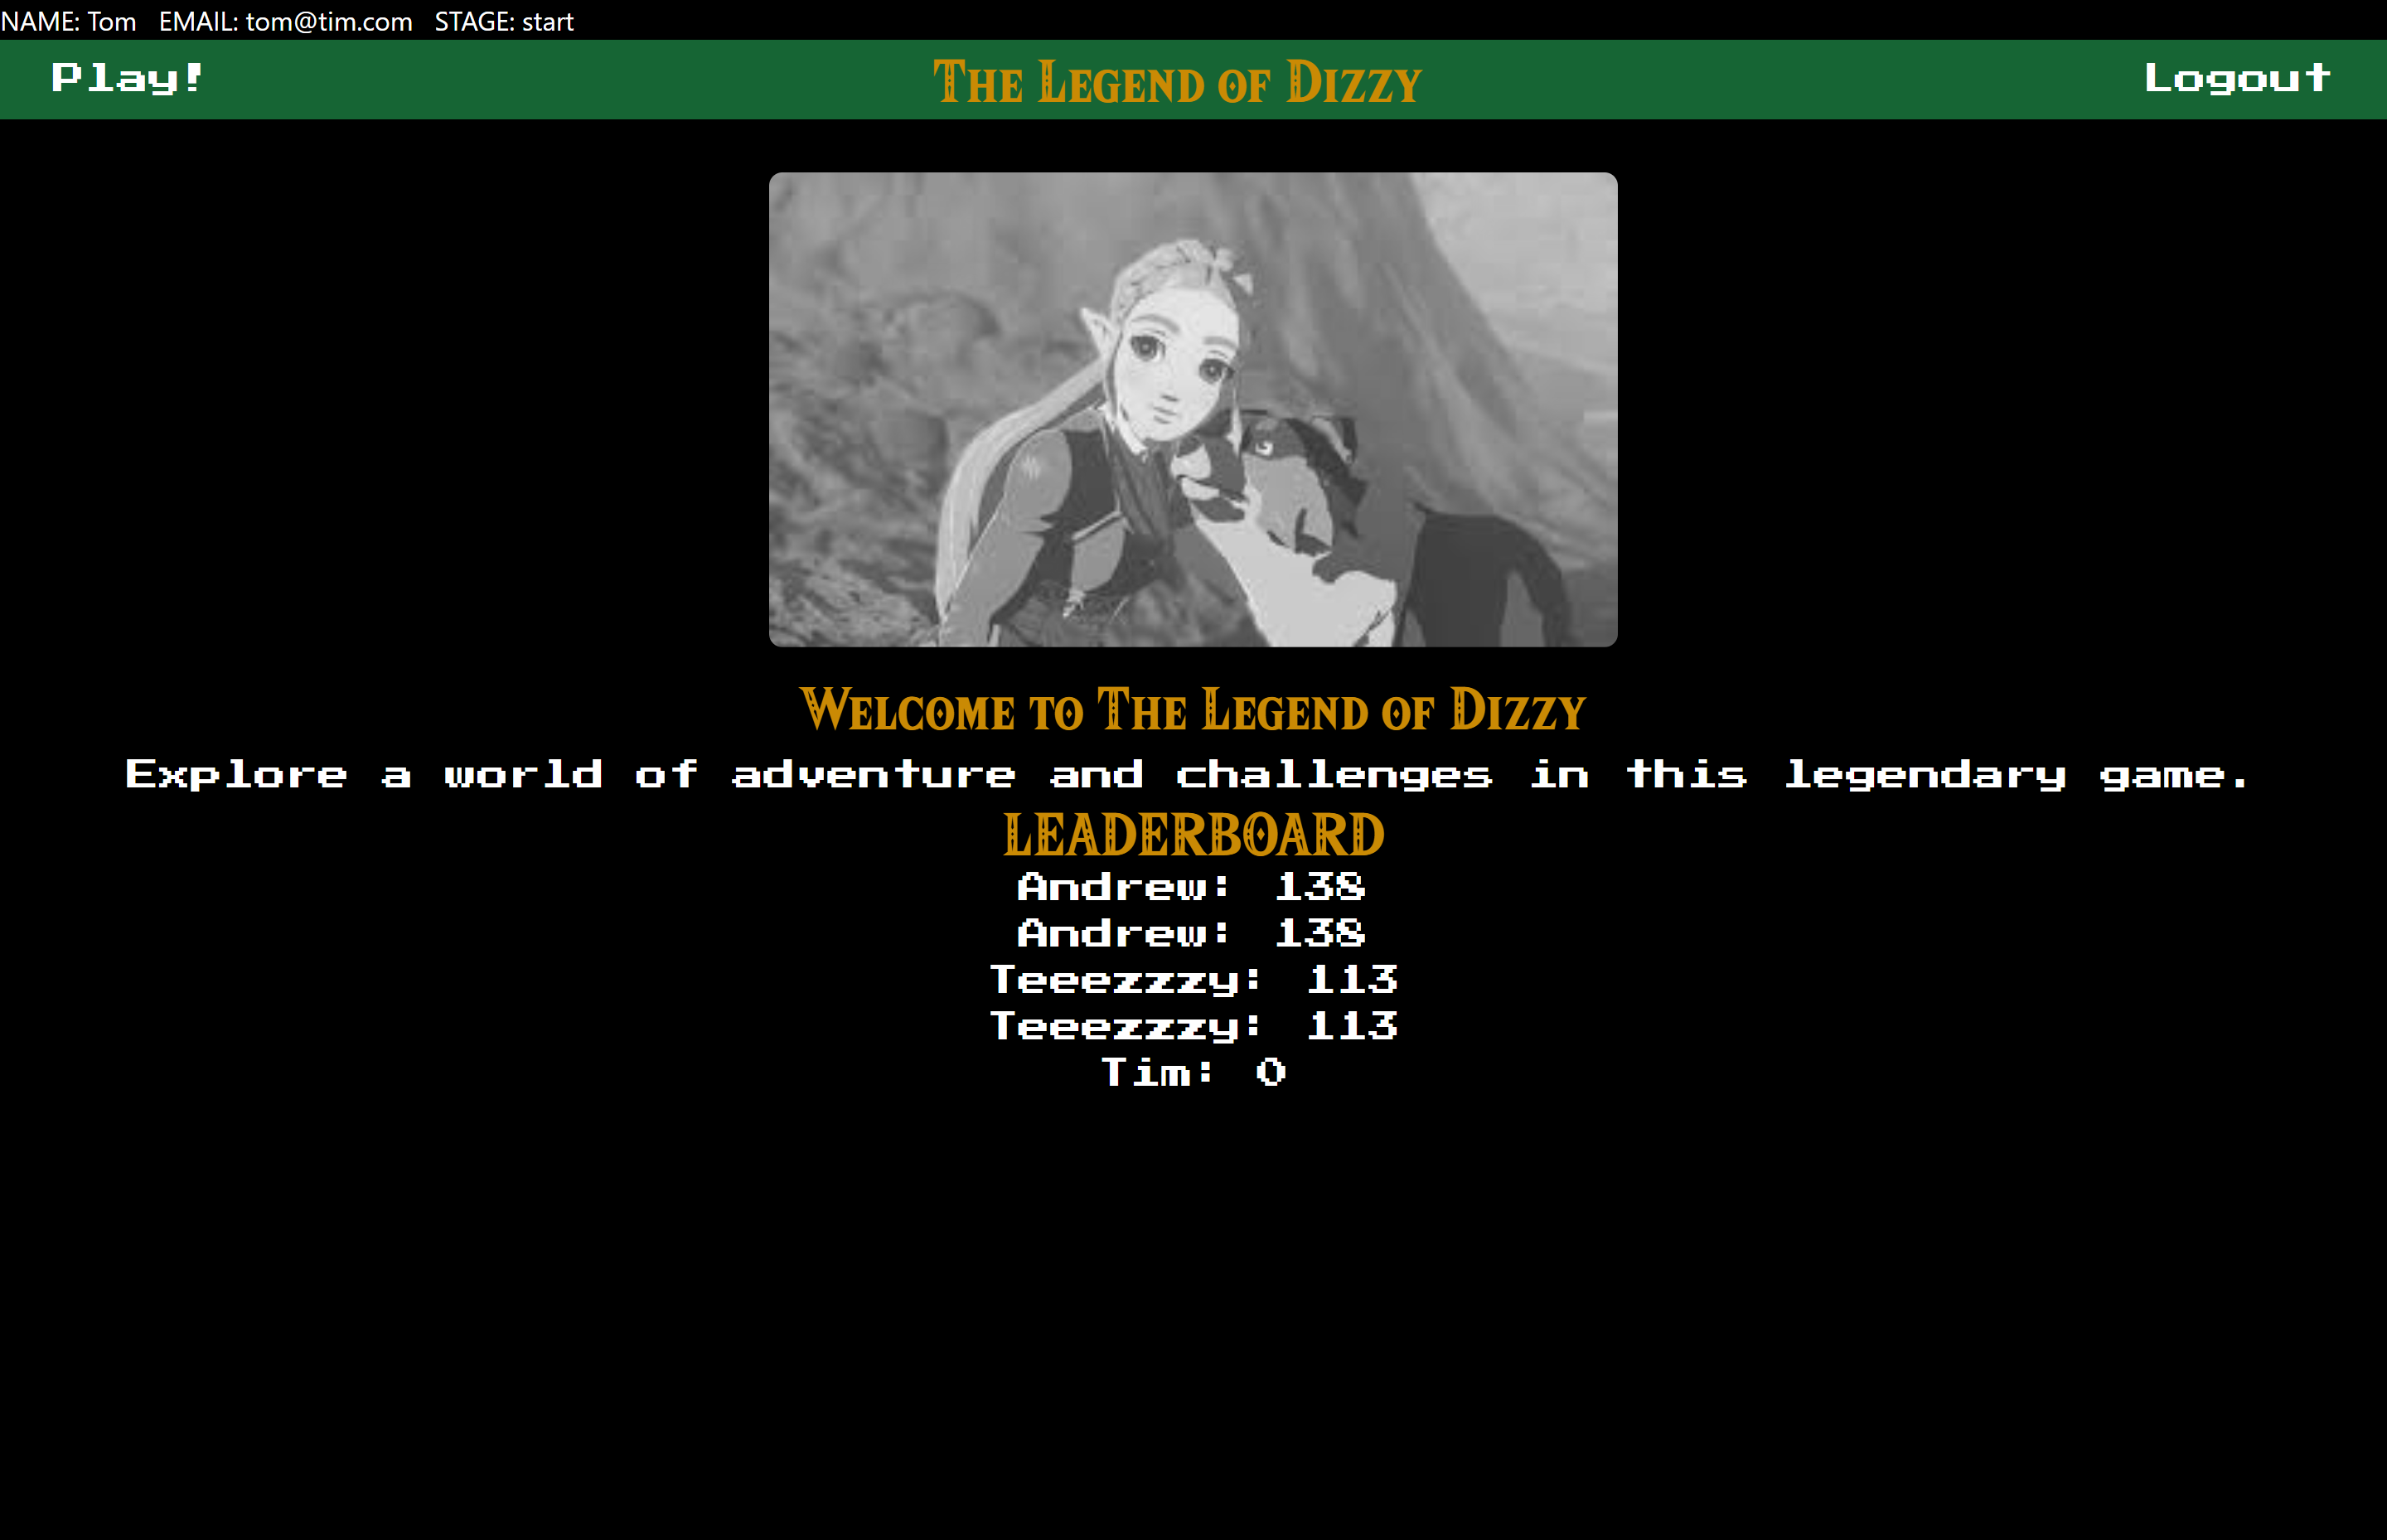 NAME: Tom EMAIL: tom@tim.com STAGE: start
Play! The Legend of Dizzy Logout
Welcome to The Legend of Dizzy
Explore a world of adventure and challenges in this legendary game.
LEADERBOARD
Andrew: 138
Andrew: 138
Teeezzzy: 113
Teeezzzy: 113
Tim: 0